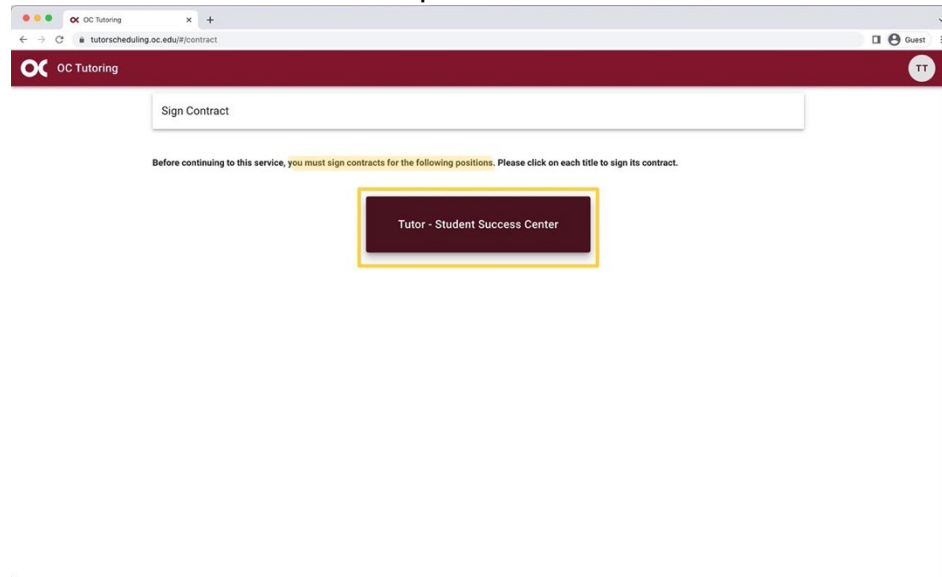 OC Tutoring
tutorscheduling.oc.edu/#/contract
Guest
OC OC Tutoring
TT
Sign Contract
Before continuing to this service, you must sign contracts for the following positions. Please click on each title to sign its contract.
Tutor - Student Success Center